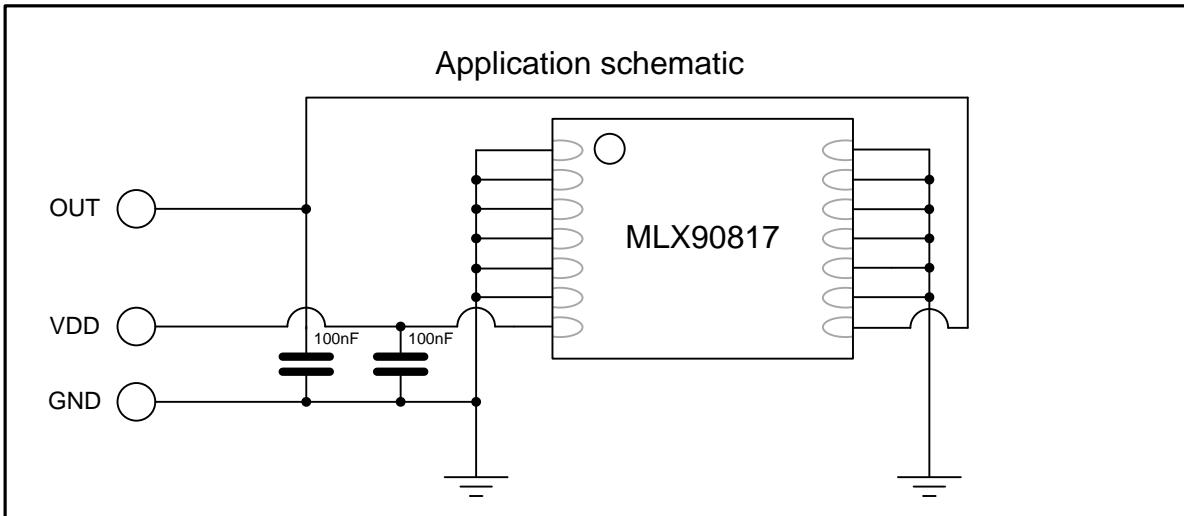 Application schematic
OUT
MLX90817
VDD
100nF
100nF
GND